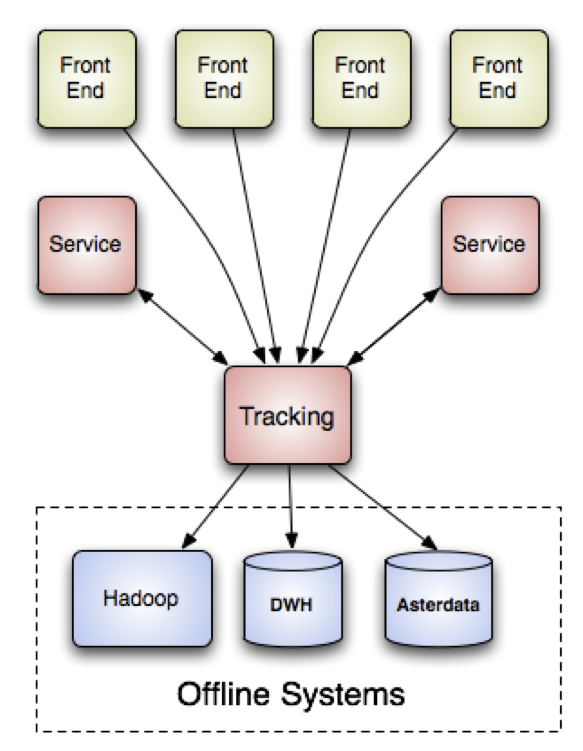 Front
End
Front
End
Front
End
Front
End
Service
Service
Tracking
Hadoop
DWH
Asterdata
Offline Systems